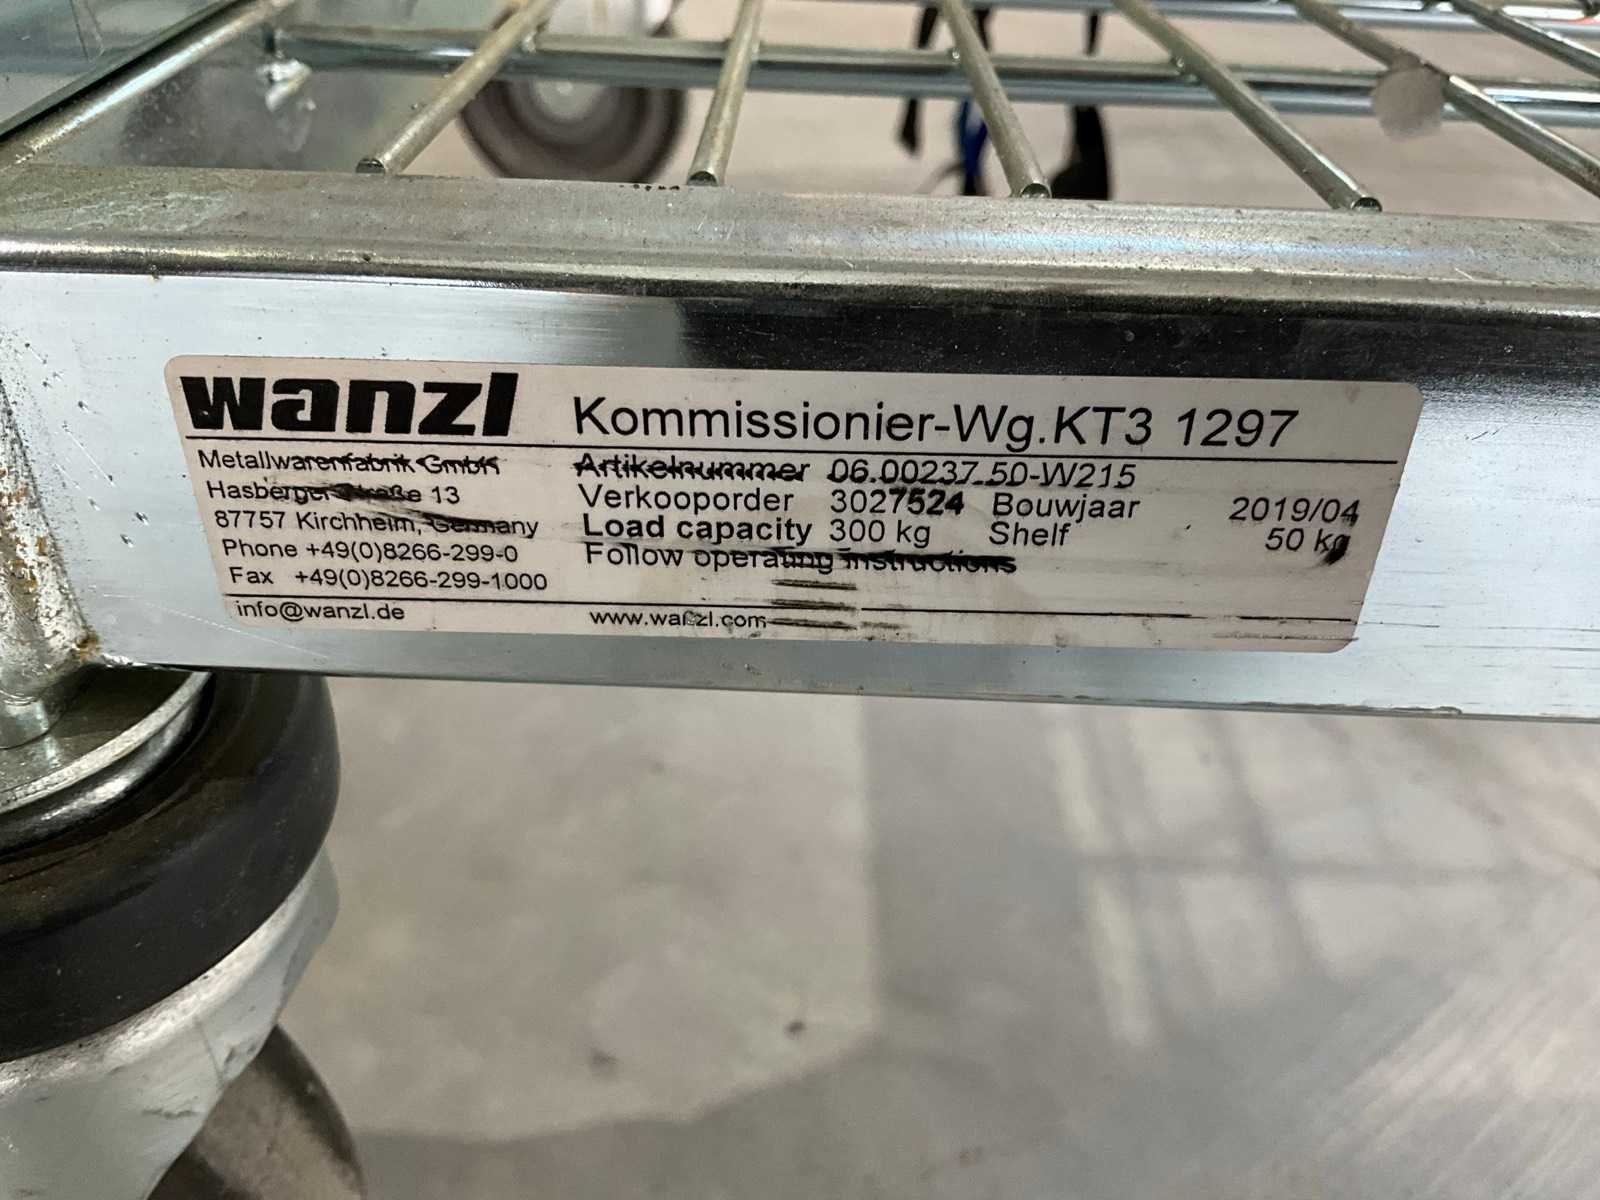 wanzl Kommissionier-Wg.KT3 1297
Metallwarenfabrik GmbH
Hasberger Straße 13
87757 Kirchheim, Germany
Phone +49(0)8266-299-0
Fax +49(0)8266-299-1000
Artikelnummer 06.00237.50-W215
Verkooporder 3027524 Bouwjaar 2019/04
Load capacity 300 kg Shelf 50 kg
Follow operating instructions
info@wanzl.de www.wanzl.com